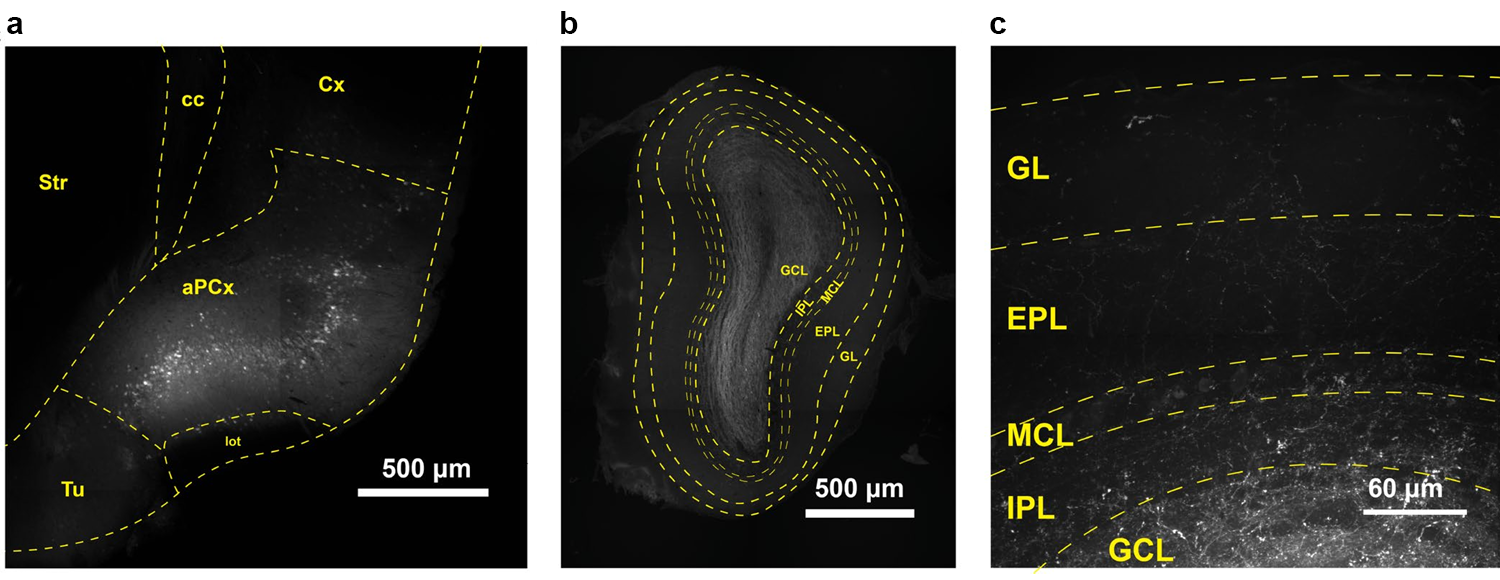 a
cc
Cx
Str
aPCx
lot
500 µm
Tu
b
GCL
IPL
MCL
EPL
GL
500 µm
c
GL
EPL
MCL
IPL
60 µm
GCL